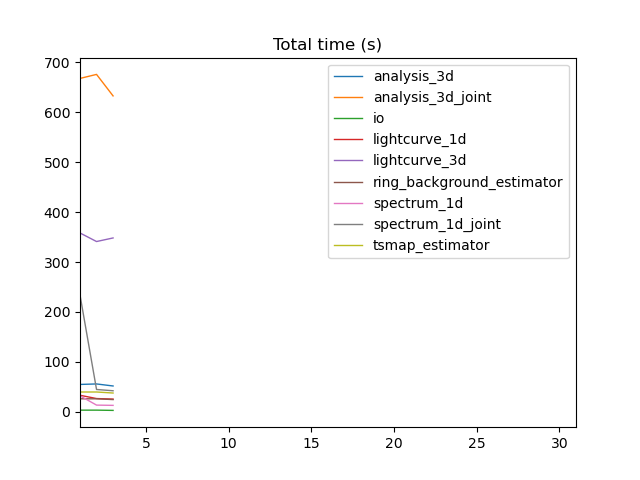 Total time (s)
700
600
500
400
300
200
100
0
5 10 15 20 25 30
analysis_3d
analysis_3d_joint
io
lightcurve_1d
lightcurve_3d
ring_background_estimator
spectrum_1d
spectrum_1d_joint
tsmap_estimator